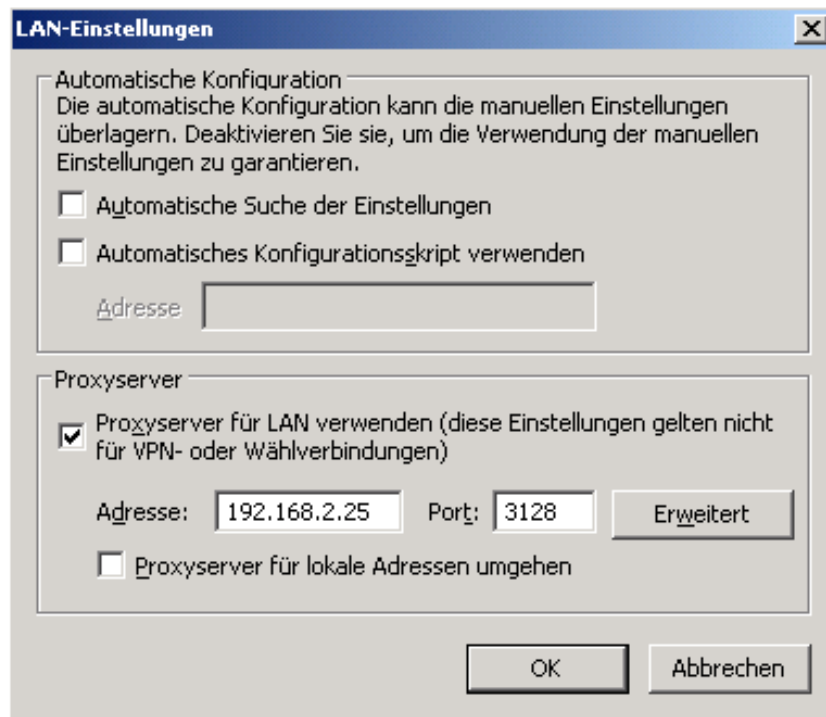 LAN-Einstellungen
Automatische Konfiguration
Die automatische Konfiguration kann die manuellen Einstellungen
überlagern. Deaktivieren Sie sie, um die Verwendung der manuellen
Einstellungen zu garantieren.
Automatische Suche der Einstellungen
Automatisches Konfigurationsskript verwenden
Adresse
Proxyserver
Proxyserver für LAN verwenden (diese Einstellungen gelten nicht
für VPN- oder Wählverbindungen)
Adresse: 192.168.2.25 Port: 3128 Erweitert
Proxyserver für lokale Adressen umgehen
OK Abbrechen